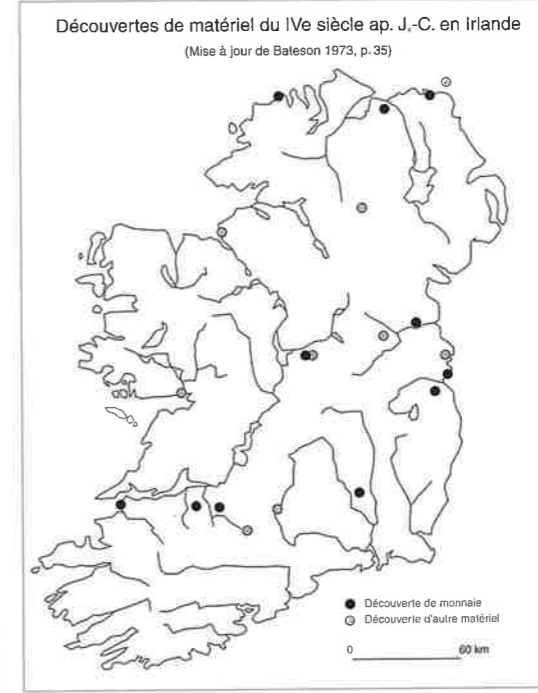 Découvertes de matériel du IVe siècle ap. J.-C. en Irlande
(Mise à jour de Bateson 1973, p. 35)
Découverte de monnaie
Découverte d'autre matériel
0 60 km